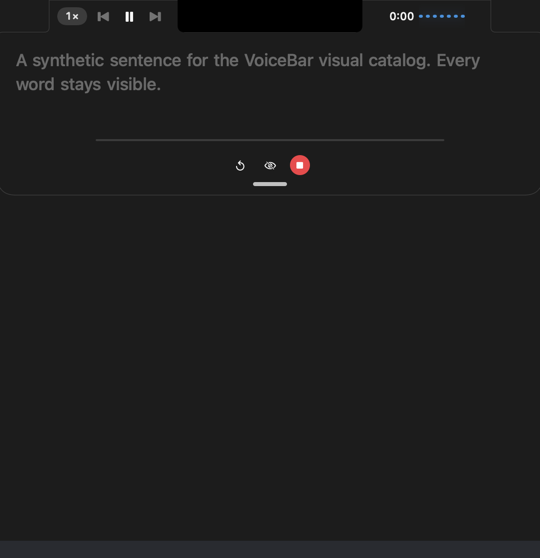 1×
0:00
A synthetic sentence for the VoiceBar visual catalog. Every
word stays visible.